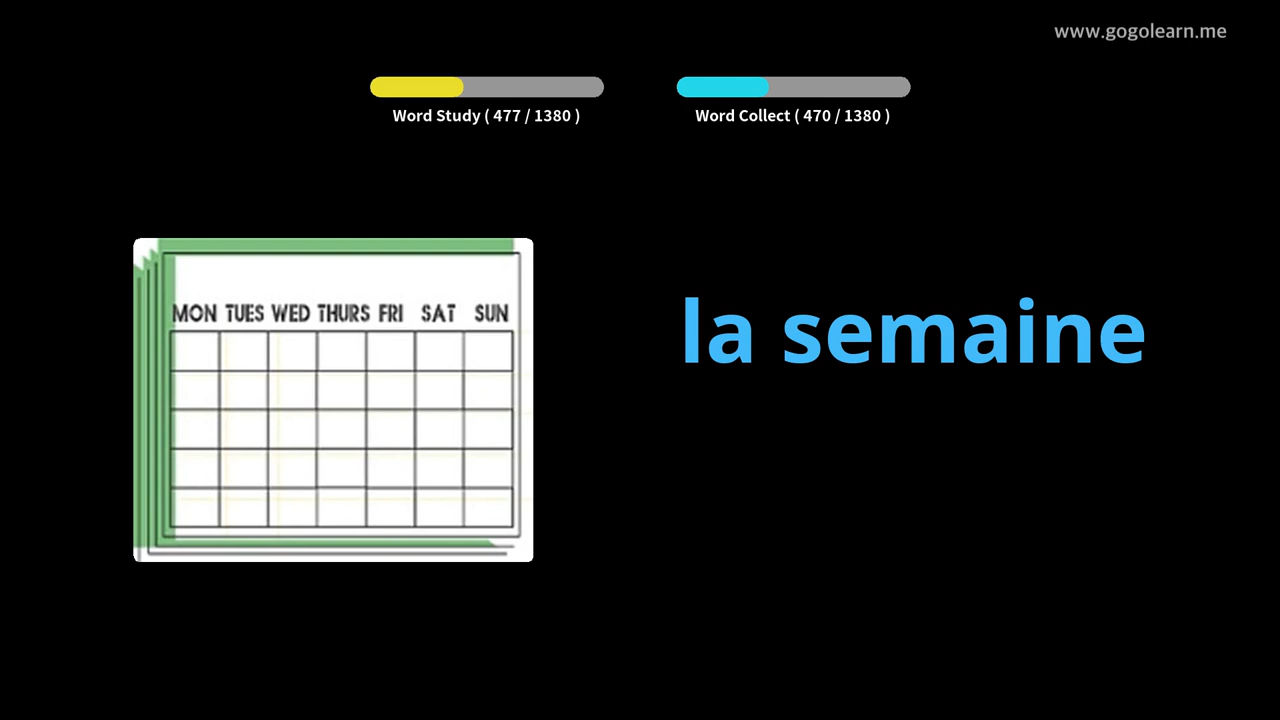 www.gogolearn.me
Word Study ( 477 / 1380 )
Word Collect ( 470 / 1380 )
MON TUES WED THURS FRI SAT SUN
la semaine